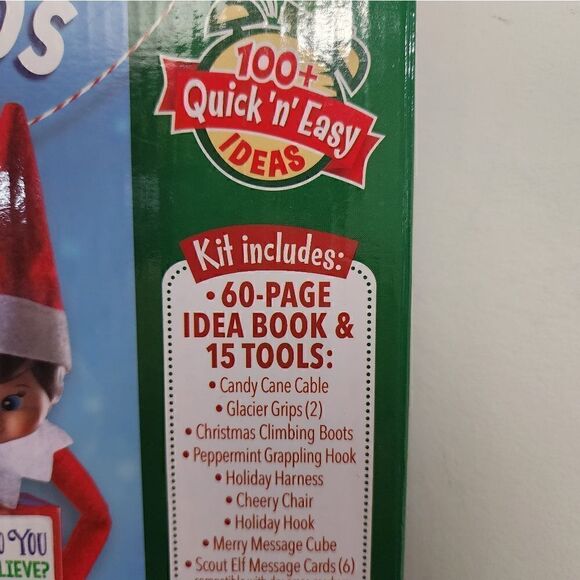 100+
Quick 'n' Easy
IDEAS
Kit includes:
• 60-PAGE
IDEA BOOK &
15 TOOLS:
• Candy Cane Cable
• Glacier Grips (2)
• Christmas Climbing Boots
• Peppermint Grappling Hook
• Holiday Harness
• Cheery Chair
• Holiday Hook
• Merry Message Cube
• Scout Elf Message Cards (6)
YOU